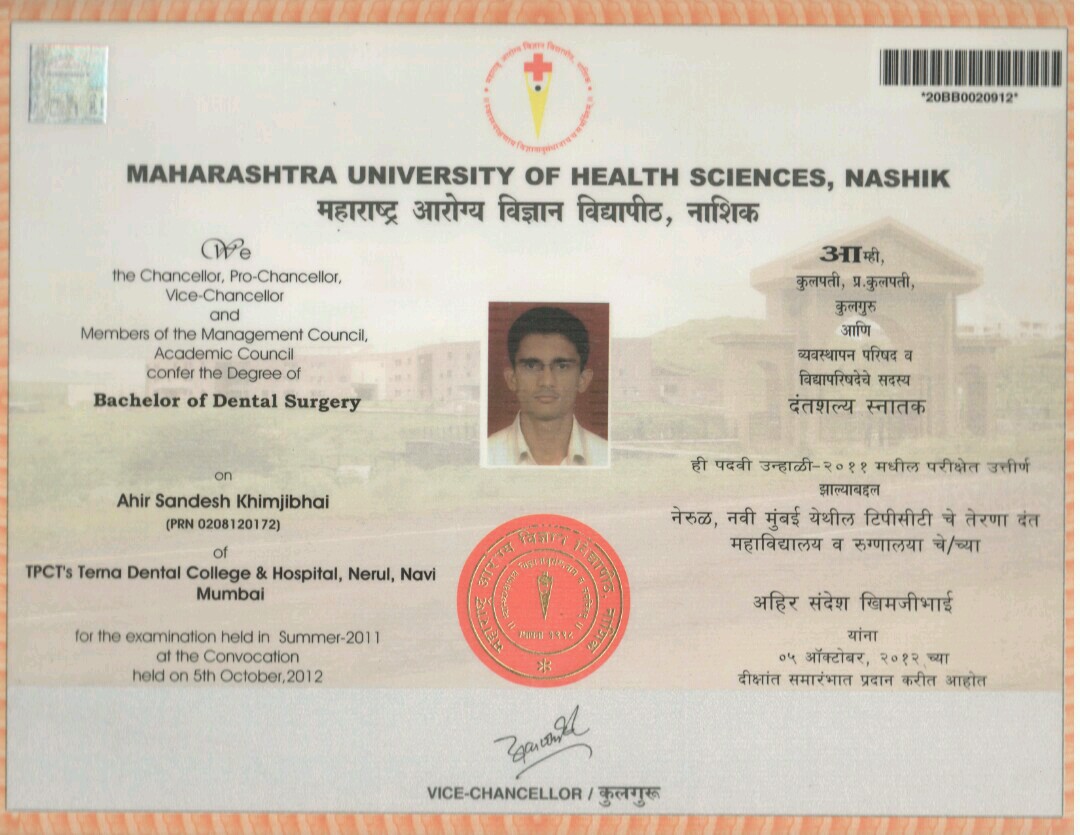 *20BB0020912*
MAHARASHTRA UNIVERSITY OF HEALTH SCIENCES, NASHIK
महाराष्ट्र आरोग्य विज्ञान विद्यापीठ, नाशिक
We
the Chancellor, Pro-Chancellor,
Vice-Chancellor
and
Members of the Management Council,
Academic Council
confer the Degree of
Bachelor of Dental Surgery
on
Ahir Sandesh Khimjibhai
(PRN 0208120172)
of
TPCT's Terna Dental College & Hospital, Nerul, Navi
Mumbai
for the examination held in Summer-2011
at the Convocation
held on 5th October,2012
आम्ही,
कुलपती, प्र.कुलपती,
कुलगुरु
आणि
व्यवस्थापन परिषद व
विद्यापरिषदेचे सदस्य
दंतशल्य स्नातक
ही पदवी उन्हाळी-२०११ मधील परीक्षेत उत्तीर्ण
झाल्याबद्दल
नेरुळ, नवी मुंबई येथील टिपीसीटी चे तेरणा दंत
महाविद्यालय व रुग्णालया चे/च्या
अहिर संदेश खिमजीभाई
यांना
०५ ऑक्टोबर, २०१२ च्या
दीक्षांत समारंभात प्रदान करीत आहोत
महाराष्ट्र आरोग्य विज्ञान विद्यापीठ, नाशिक
VICE-CHANCELLOR / कुलगुरू